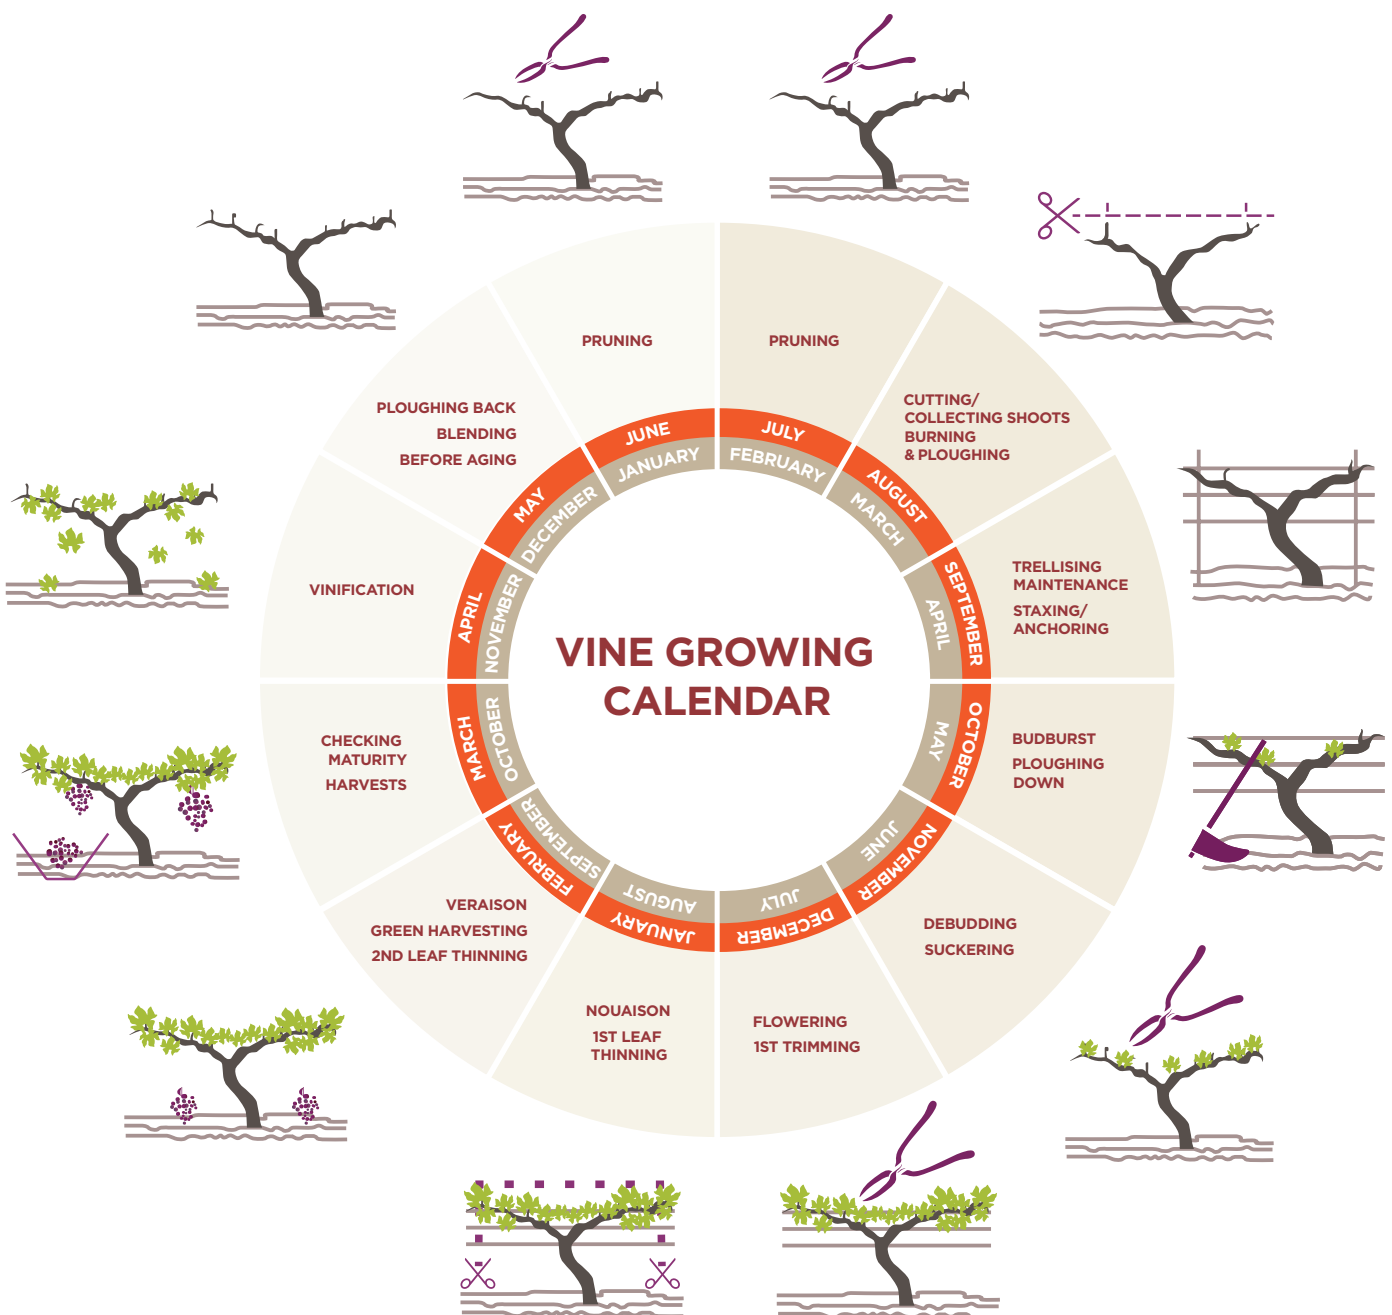 VINE GROWING
CALENDAR
PRUNING
JULY
FEBRUARY
CUTTING/
COLLECTING SHOOTS
BURNING
& PLOUGHING
AUGUST
MARCH
TRELLISING
MAINTENANCE
STAXING/
ANCHORING
SEPTEMBER
APRIL
BUDBURST
PLOUGHING
DOWN
OCTOBER
MAY
DEBUDDING
SUCKERING
NOVEMBER
JUNE
FLOWERING
1ST TRIMMING
DECEMBER
JULY
NOUAISON
1ST LEAF
THINNING
JANUARY
AUGUST
VERAISON
GREEN HARVESTING
2ND LEAF THINNING
FEBRUARY
SEPTEMBER
CHECKING
MATURITY
HARVESTS
MARCH
OCTOBER
VINIFICATION
APRIL
NOVEMBER
PLOUGHING BACK
BLENDING
BEFORE AGING
MAY
DECEMBER
PRUNING
JUNE
JANUARY